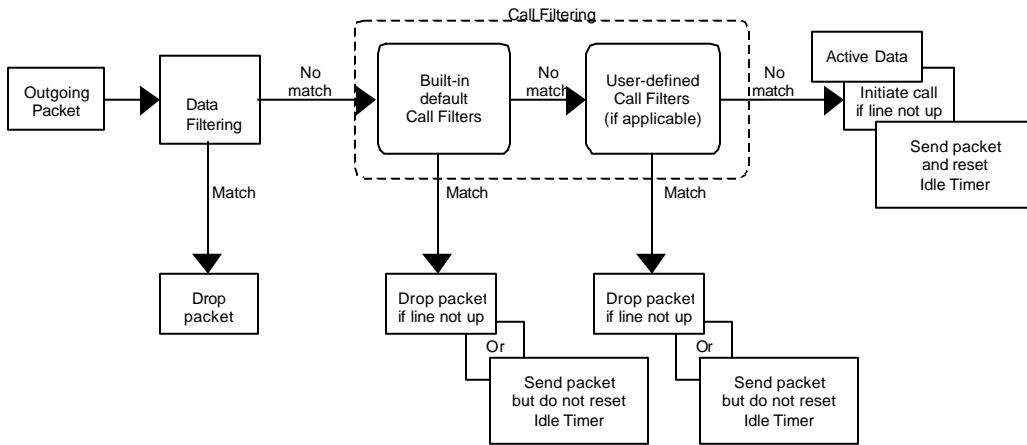 Call Filtering
Outgoing
Packet
Data
Filtering
No
match
Built-in
default
Call Filters
No
match
User-defined
Call Filters
(if applicable)
No
match
Active Data
Initiate call
if line not up
Send packet
and reset
Idle Timer
Match
Match
Match
Drop
packet
Drop packet
if line not up
Or
Send packet
but do not reset
Idle Timer
Drop packet
if line not up
Or
Send packet
but do not reset
Idle Timer